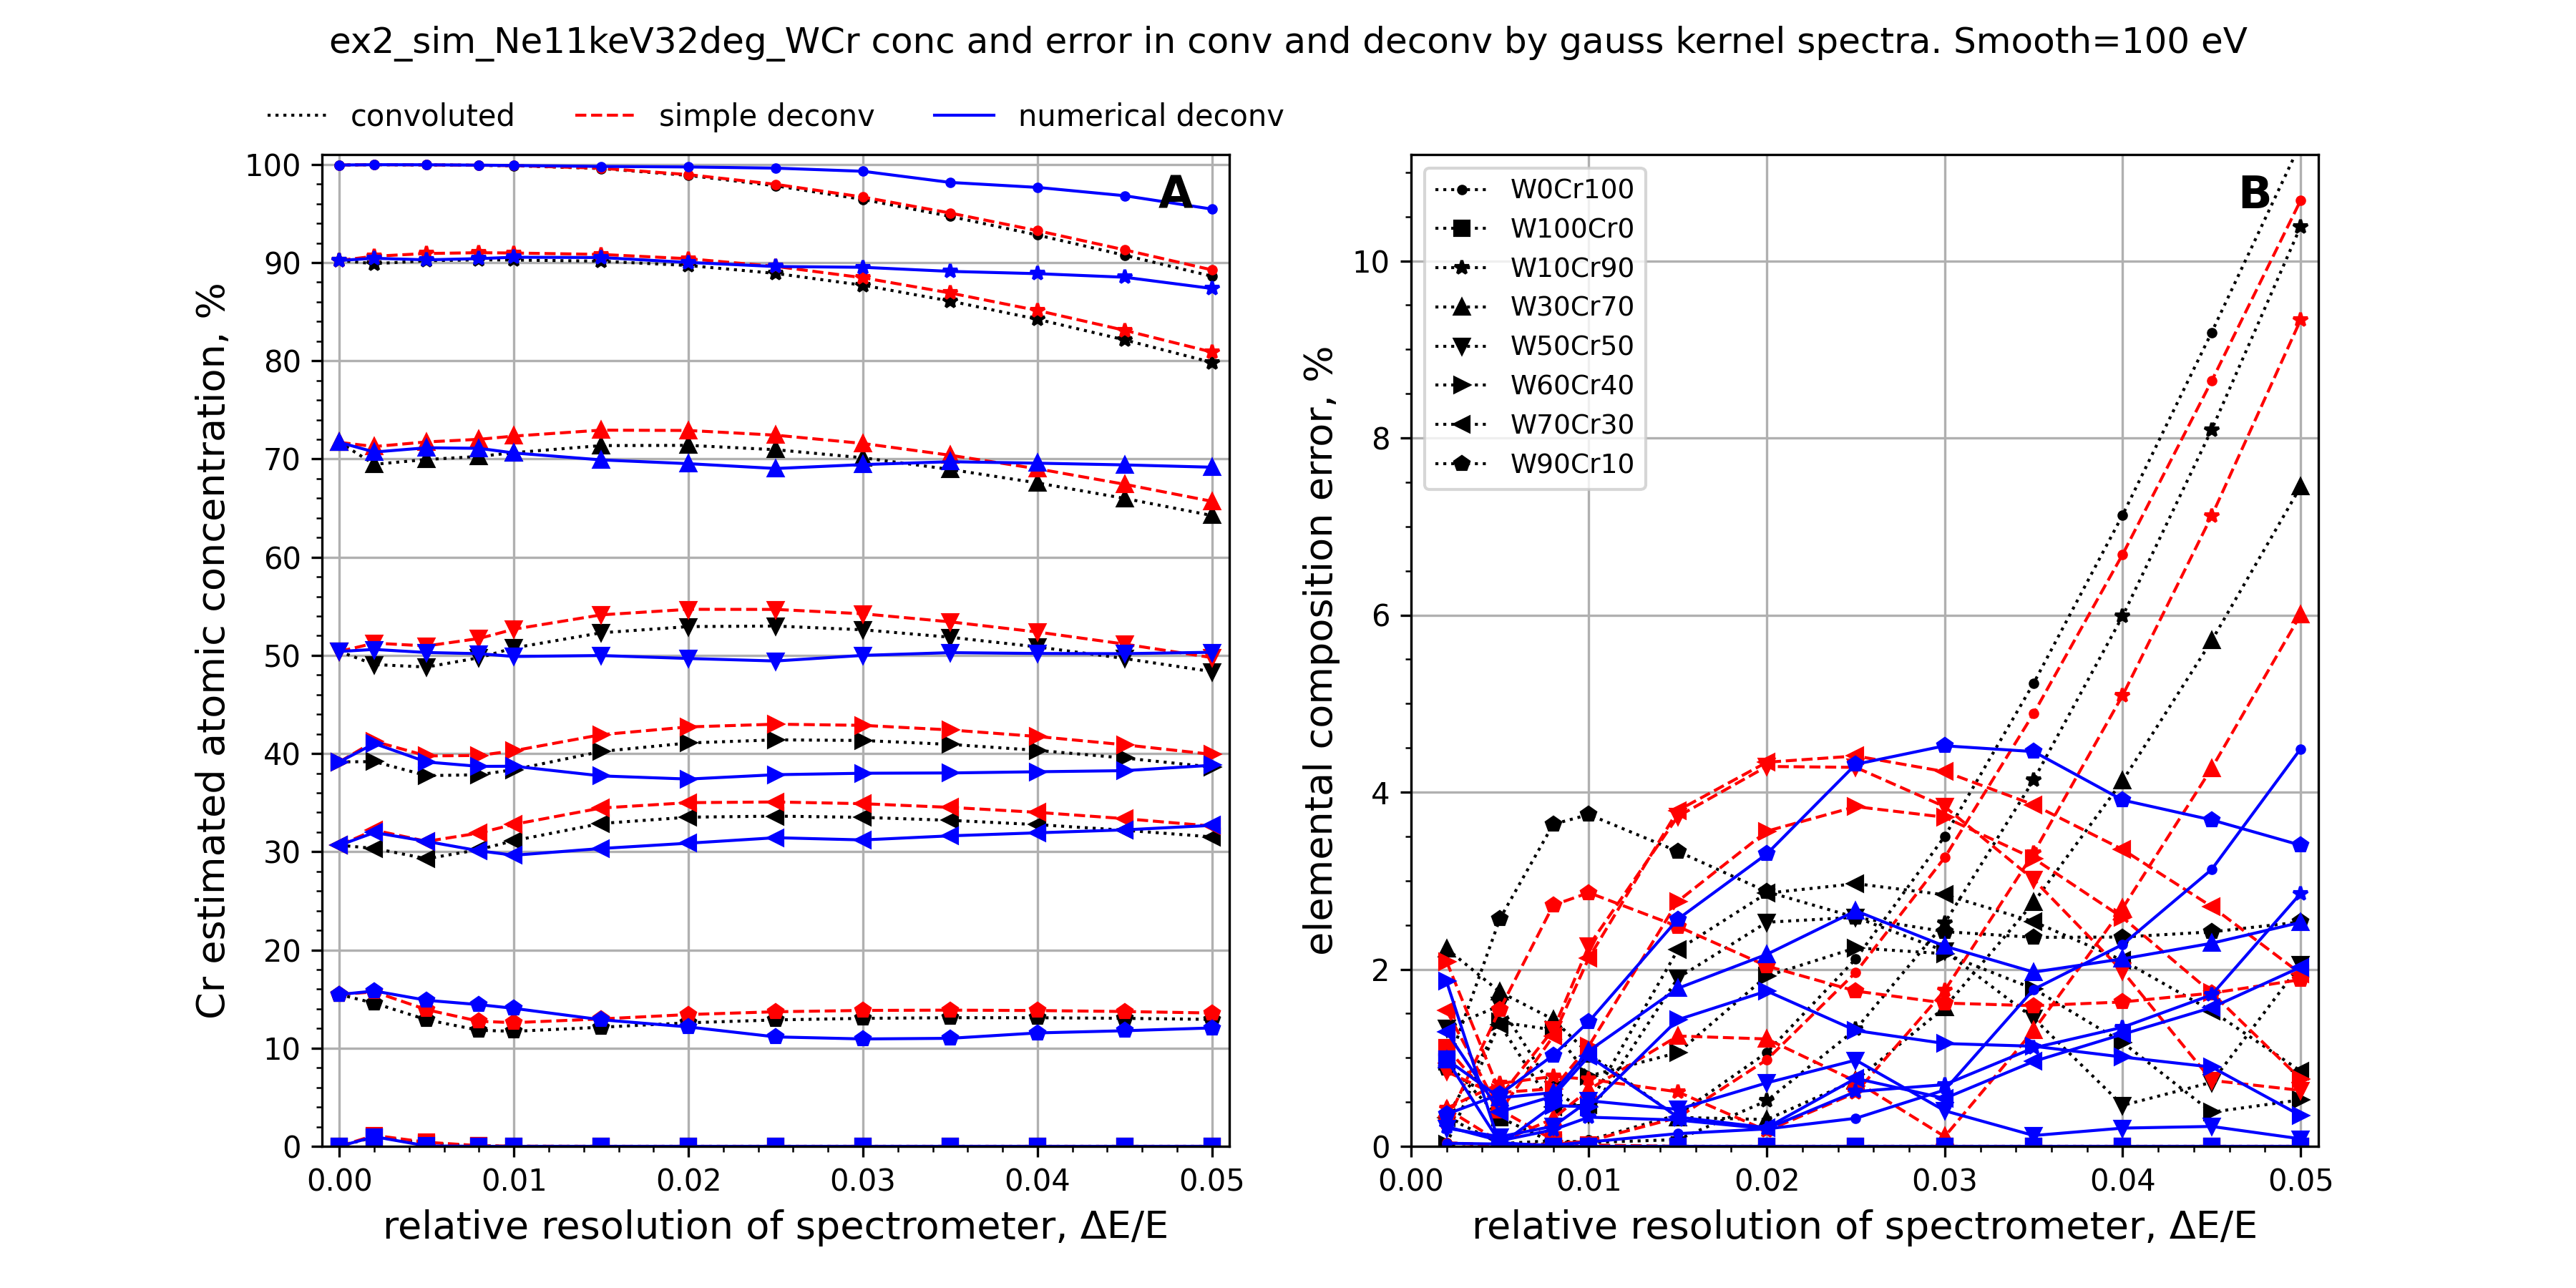 ex2_sim_Ne11keV32deg_WCr conc and error in conv and deconv by gauss kernel spectra. Smooth=100 eV
convoluted simple deconv numerical deconv
A
100
90
80
70
60
50
40
30
20
10
0
Cr estimated atomic concentration, %
0.00 0.01 0.02 0.03 0.04 0.05
relative resolution of spectrometer, ΔE/E
B
W0Cr100
W100Cr0
W10Cr90
W30Cr70
W50Cr50
W60Cr40
W70Cr30
W90Cr10
10
8
6
4
2
0
elemental composition error, %
0.00 0.01 0.02 0.03 0.04 0.05
relative resolution of spectrometer, ΔE/E